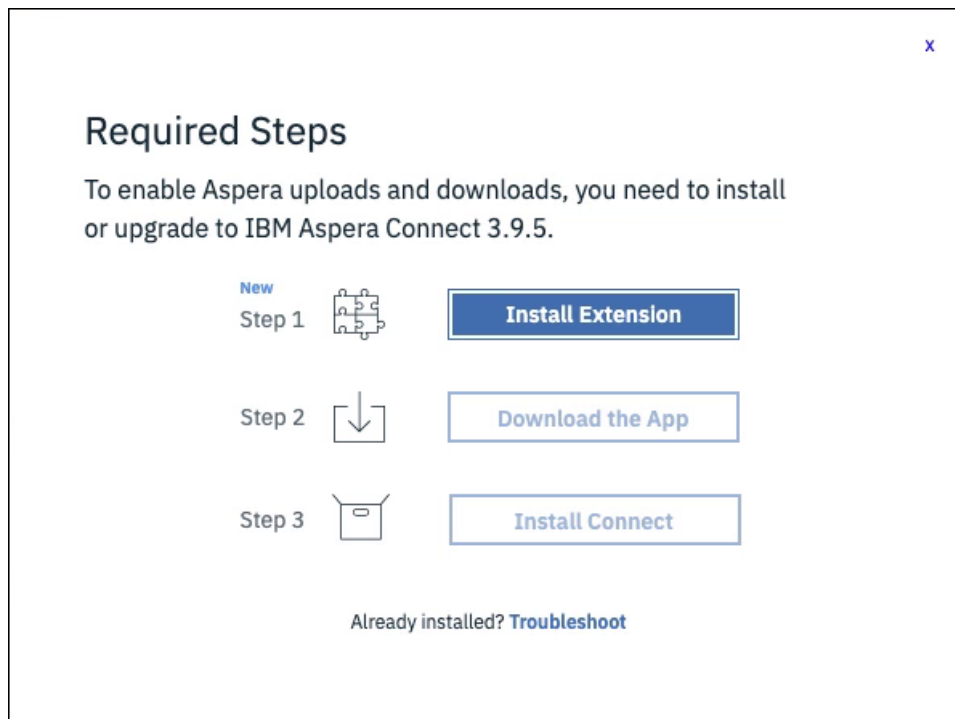 x
Required Steps
To enable Aspera uploads and downloads, you need to install
or upgrade to IBM Aspera Connect 3.9.5.
New
Step 1
Install Extension
Step 2
Download the App
Step 3
Install Connect
Already installed? Troubleshoot